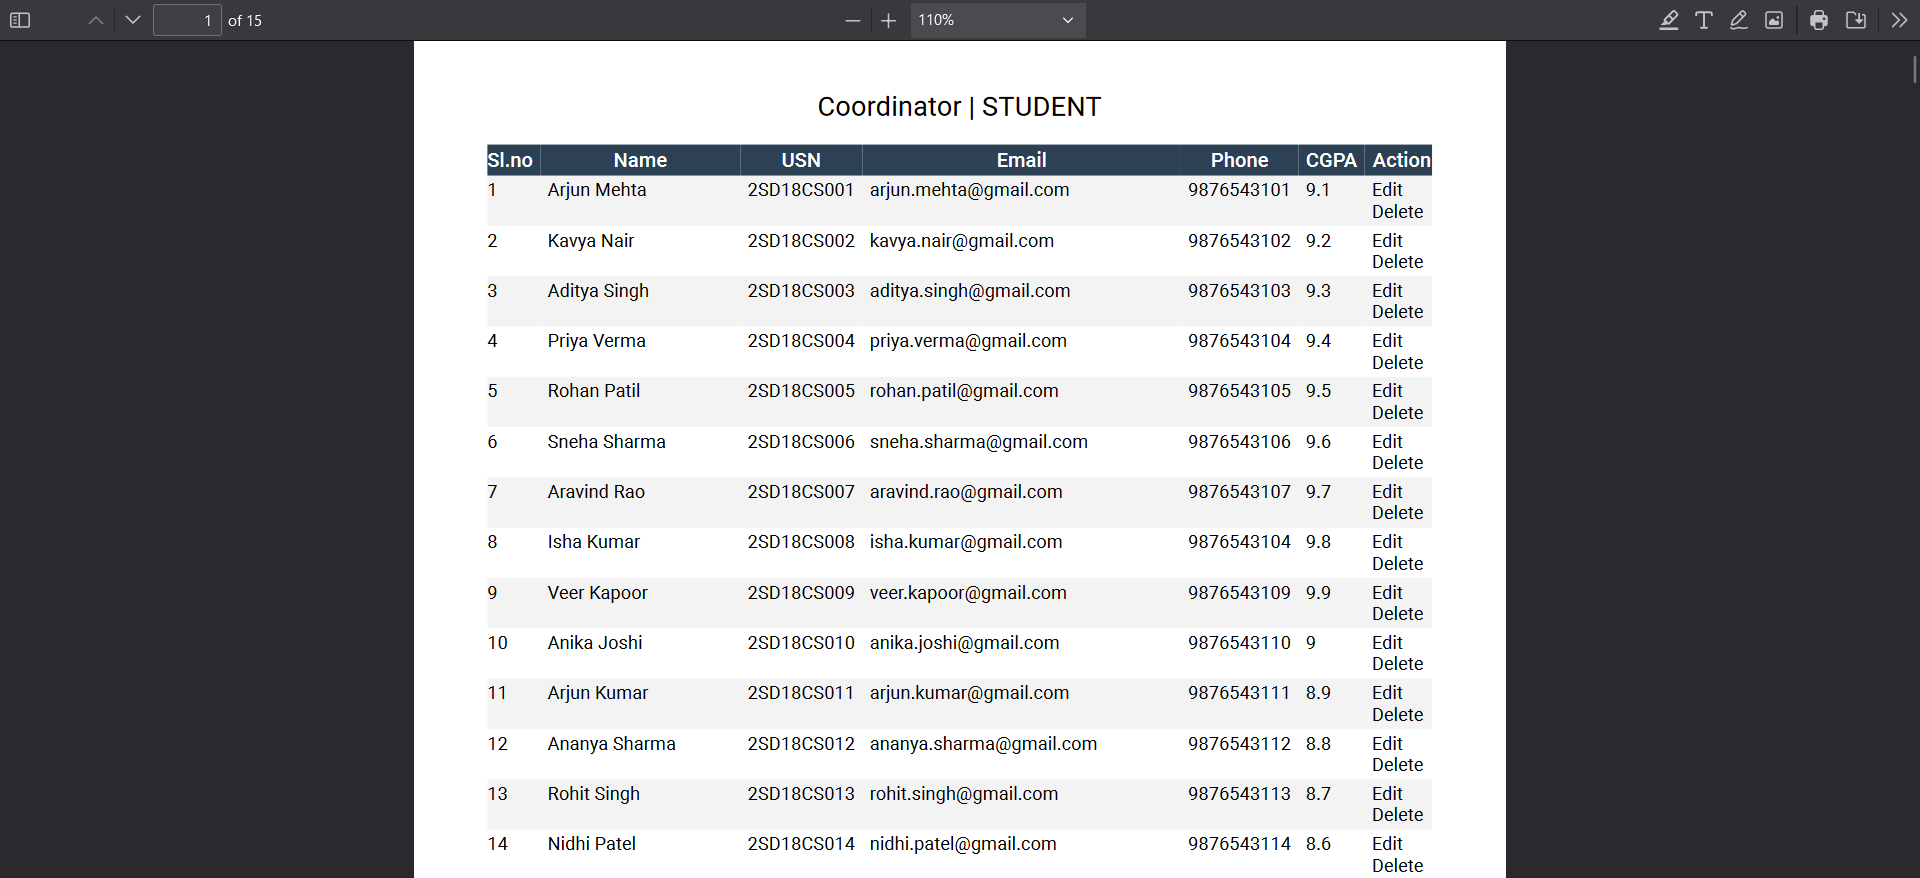 1 of 15 110%
Coordinator | STUDENT
Sl.no Name USN Email Phone CGPA Action
1 Arjun Mehta 2SD18CS001 arjun.mehta@gmail.com 9876543101 9.1 Edit
Delete
2 Kavya Nair 2SD18CS002 kavya.nair@gmail.com 9876543102 9.2 Edit
Delete
3 Aditya Singh 2SD18CS003 aditya.singh@gmail.com 9876543103 9.3 Edit
Delete
4 Priya Verma 2SD18CS004 priya.verma@gmail.com 9876543104 9.4 Edit
Delete
5 Rohan Patil 2SD18CS005 rohan.patil@gmail.com 9876543105 9.5 Edit
Delete
6 Sneha Sharma 2SD18CS006 sneha.sharma@gmail.com 9876543106 9.6 Edit
Delete
7 Aravind Rao 2SD18CS007 aravind.rao@gmail.com 9876543107 9.7 Edit
Delete
8 Isha Kumar 2SD18CS008 isha.kumar@gmail.com 9876543104 9.8 Edit
Delete
9 Veer Kapoor 2SD18CS009 veer.kapoor@gmail.com 9876543109 9.9 Edit
Delete
10 Anika Joshi 2SD18CS010 anika.joshi@gmail.com 9876543110 9 Edit
Delete
11 Arjun Kumar 2SD18CS011 arjun.kumar@gmail.com 9876543111 8.9 Edit
Delete
12 Ananya Sharma 2SD18CS012 ananya.sharma@gmail.com 9876543112 8.8 Edit
Delete
13 Rohit Singh 2SD18CS013 rohit.singh@gmail.com 9876543113 8.7 Edit
Delete
14 Nidhi Patel 2SD18CS014 nidhi.patel@gmail.com 9876543114 8.6 Edit
Delete